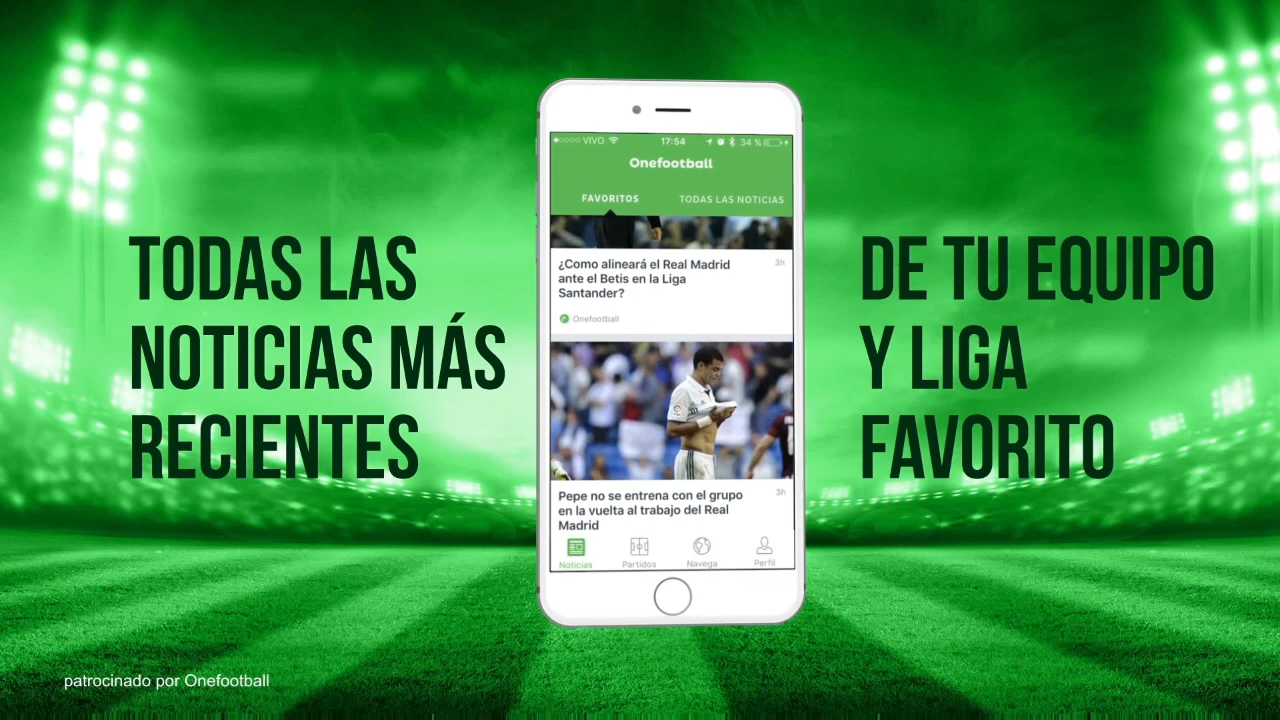 VIVO 17:54 34 %
Onefootball
FAVORITOS TODAS LAS NOTICIAS
TODAS LAS
NOTICIAS MÁS
RECIENTES
¿Como alineará el Real Madrid 3h
ante el Betis en la Liga
Santander?
Onefootball
Pepe no se entrena con el grupo 3h
en la vuelta al trabajo del Real
Madrid
Noticias Partidos Navega Perfil
DE TU EQUIPO
Y LIGA
FAVORITO
patrocinado por Onefootball